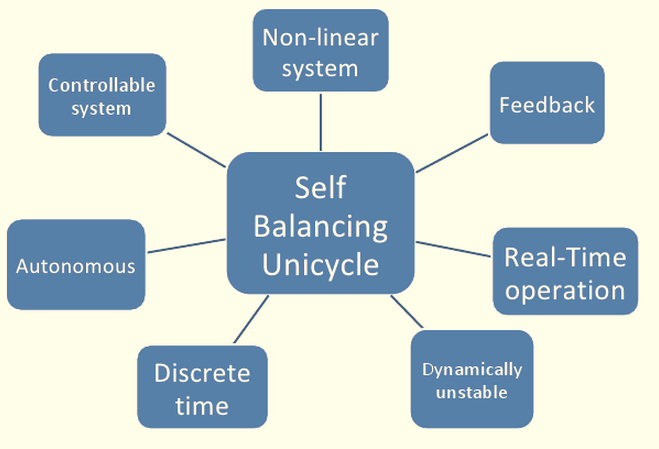 Non-linear
system
Controllable
system
Feedback
Self
Balancing
Unicycle
Autonomous
Real-Time
operation
Discrete
time
Dynamically
unstable